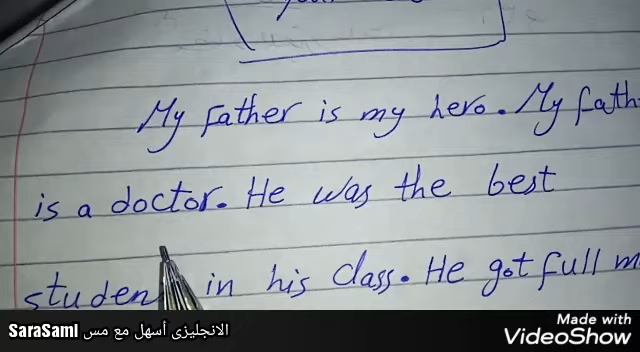 My father is my hero. My fath
is a doctor. He was the best
studen in his class. He got full m
SaraSaml الانجليزى أسهل مع مس
Made with
VideoShow